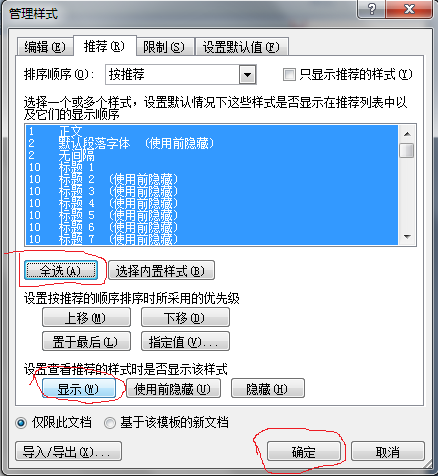 管理样式
编辑(E) 推荐(R) 限制(S) 设置默认值(F)
排序顺序(O): 按推荐 只显示推荐的样式(Y)
选择一个或多个样式，设置默认情况下这些样式是否显示在推荐列表中以
及它们的显示顺序
1 正文
2 默认段落字体 (使用前隐藏)
2 无间隔
10 标题 1
10 标题 2 (使用前隐藏)
10 标题 3 (使用前隐藏)
10 标题 4 (使用前隐藏)
10 标题 5 (使用前隐藏)
10 标题 6 (使用前隐藏)
10 标题 7 (使用前隐藏)
全选(A) 选择内置样式(B)
设置按推荐的顺序排序时所采用的优先级
上移(M) 下移(D)
置于最后(L) 指定值(V)...
设置查看推荐的样式时是否显示该样式
显示(W) 使用前隐藏(U) 隐藏(H)
仅限此文档 基于该模板的新文档
导入/导出(X)... 确定 取消